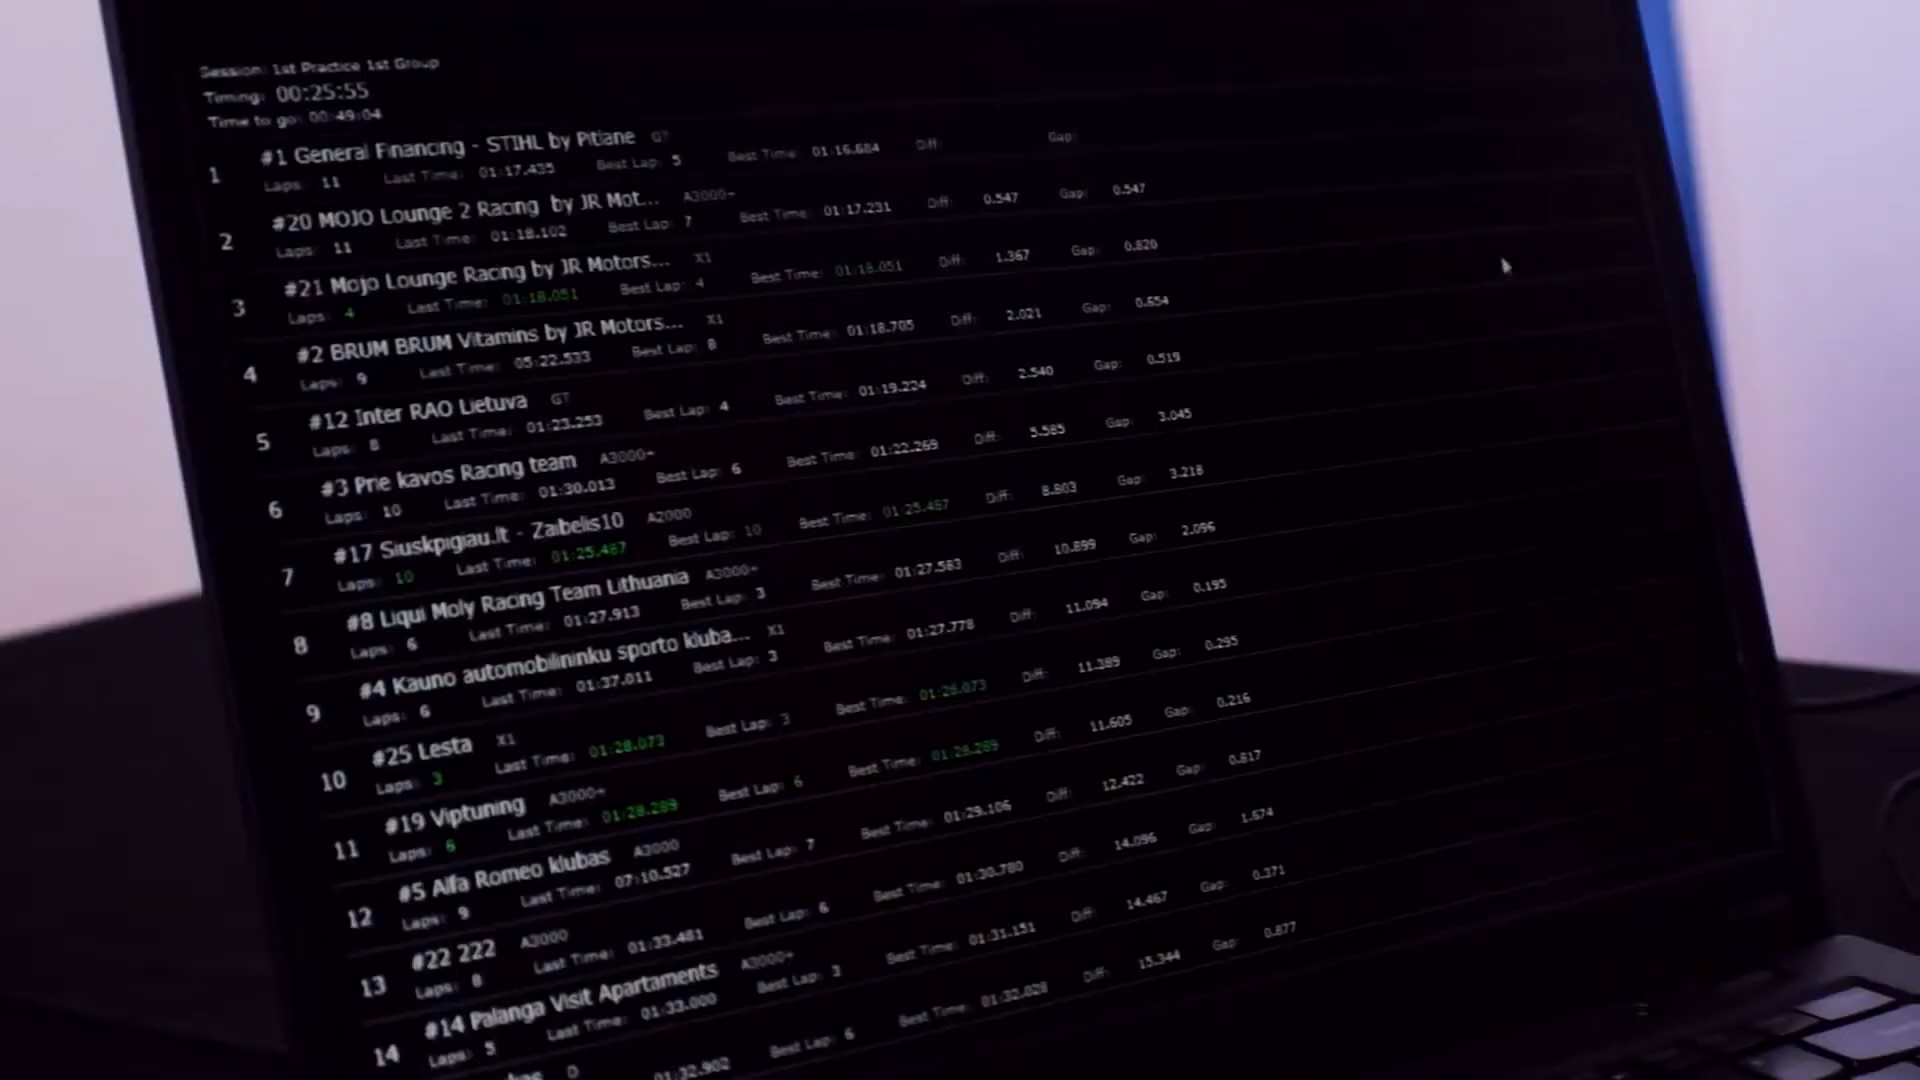 Session: 1st Practice 1st Group
Timing: 00:25:55
Time to go: 00:49:04
1 #1 General Financing - STIHL by Pitlane GT
Laps: 11 Last Time: 01:17.435 Best Lap: 5 Best Time: 01:16.684 Diff: Gap:
2 #20 MOJO Lounge 2 Racing by JR Mot... A3000+
Laps: 11 Last Time: 01:18.102 Best Lap: 7 Best Time: 01:17.231 Diff: 0.547 Gap: 0.547
3 #21 Mojo Lounge Racing by JR Motors... X1
Laps: 4 Last Time: 01:18.051 Best Lap: 4 Best Time: 01:18.051 Diff: 1.367 Gap: 0.820
4 #2 BRUM BRUM Vitamins by JR Motors... X1
Laps: 9 Last Time: 05:22.533 Best Lap: 8 Best Time: 01:18.705 Diff: 2.021 Gap: 0.654
5 #12 Inter RAO Lietuva GT
Laps: 8 Last Time: 01:23.253 Best Lap: 4 Best Time: 01:19.224 Diff: 2.540 Gap: 0.519
6 #3 Prie kavos Racing team A3000+
Laps: 10 Last Time: 01:30.013 Best Lap: 6 Best Time: 01:22.269 Diff: 5.585 Gap: 3.045
7 #17 Siuskpigiau.lt - Zaibelis10 A2000
Laps: 10 Last Time: 01:25.487 Best Lap: 10 Best Time: 01:25.487 Diff: 8.803 Gap: 3.218
8 #8 Liqui Moly Racing Team Lithuania A3000+
Laps: 6 Last Time: 01:27.913 Best Lap: 3 Best Time: 01:27.583 Diff: 10.899 Gap: 2.096
9 #4 Kauno automobilininku sporto kluba... X1
Laps: 6 Last Time: 01:37.011 Best Lap: 3 Best Time: 01:27.778 Diff: 11.094 Gap: 0.195
10 #25 Lesta X1
Laps: 3 Last Time: 01:28.073 Best Lap: 3 Best Time: 01:28.073 Diff: 11.389 Gap: 0.295
11 #19 Viptuning A3000+
Laps: 6 Last Time: 01:28.289 Best Lap: 6 Best Time: 01:28.289 Diff: 11.605 Gap: 0.216
12 #5 Alfa Romeo klubas A3000
Laps: 9 Last Time: 07:10.527 Best Lap: 7 Best Time: 01:29.106 Diff: 12.422 Gap: 0.817
13 #22 222 A3000
Laps: 8 Last Time: 01:33.481 Best Lap: 6 Best Time: 01:30.780 Diff: 14.096 Gap: 1.674
14 #14 Palanga Visit Apartaments A3000+
Laps: 5 Last Time: 01:33.000 Best Lap: 3 Best Time: 01:31.151 Diff: 14.467 Gap: 0.371
D
01:32.902 Best Lap: 6 Best Time: 01:32.028 Diff: 15.344 Gap: 0.877